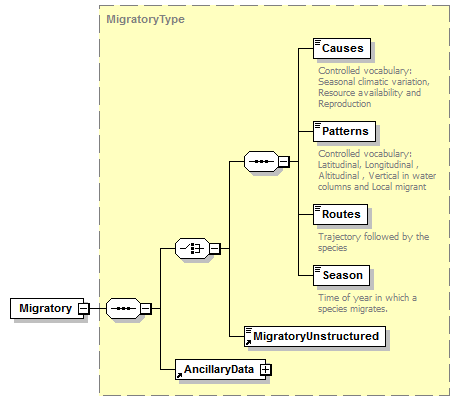 MigratoryType
Causes
Controlled vocabulary:
Seasonal climatic variation,
Resource availability and
Reproduction
Patterns
Controlled vocabulary:
Latitudinal, Longitudinal ,
Altitudinal , Vertical in water
columns and Local migrant
Routes
Trajectory followed by the
species
Season
Time of year in which a
species migrates.
Migratory
MigratoryUnstructured
AncillaryData